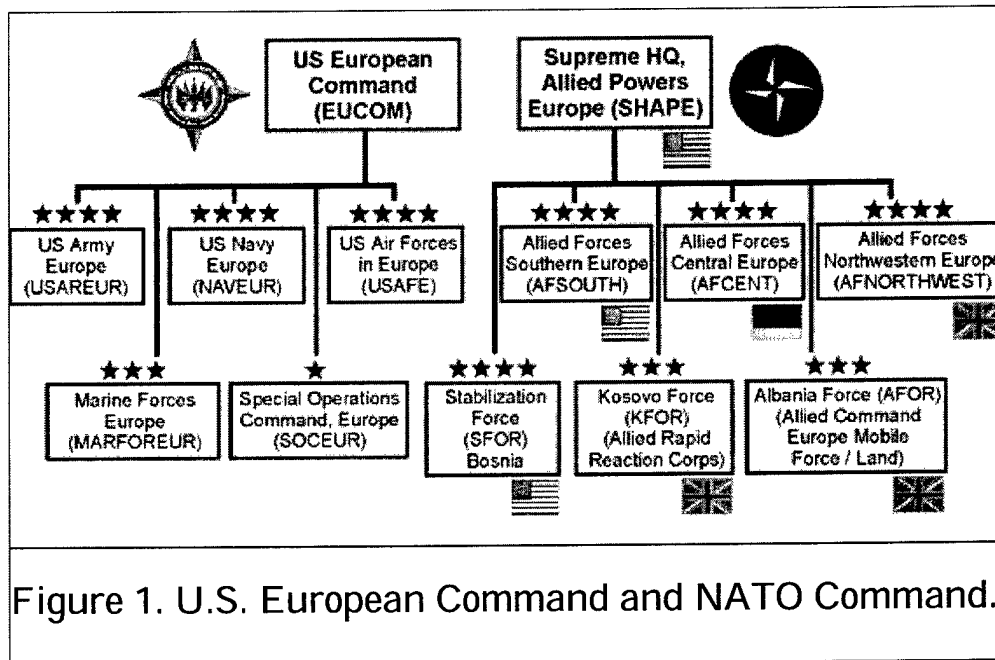 US European
Command
(EUCOM)
Supreme HQ,
Allied Powers
Europe (SHAPE)
US Army
Europe
(USAREUR)
US Navy
Europe
(NAVEUR)
US Air Forces
in Europe
(USAFE)
Allied Forces
Southern Europe
(AFSOUTH)
Allied Forces
Central Europe
(AFCENT)
Allied Forces
Northwestern Europe
(AFNORTHWEST)
Marine Forces
Europe
(MARFOREUR)
Special Operations
Command, Europe
(SOCEUR)
Stabilization
Force
(SFOR)
Bosnia
Kosovo Force
(KFOR)
(Allied Rapid
Reaction Corps)
Albania Force (AFOR)
(Allied Command
Europe Mobile
Force / Land)
Figure 1. U.S. European Command and NATO Command.